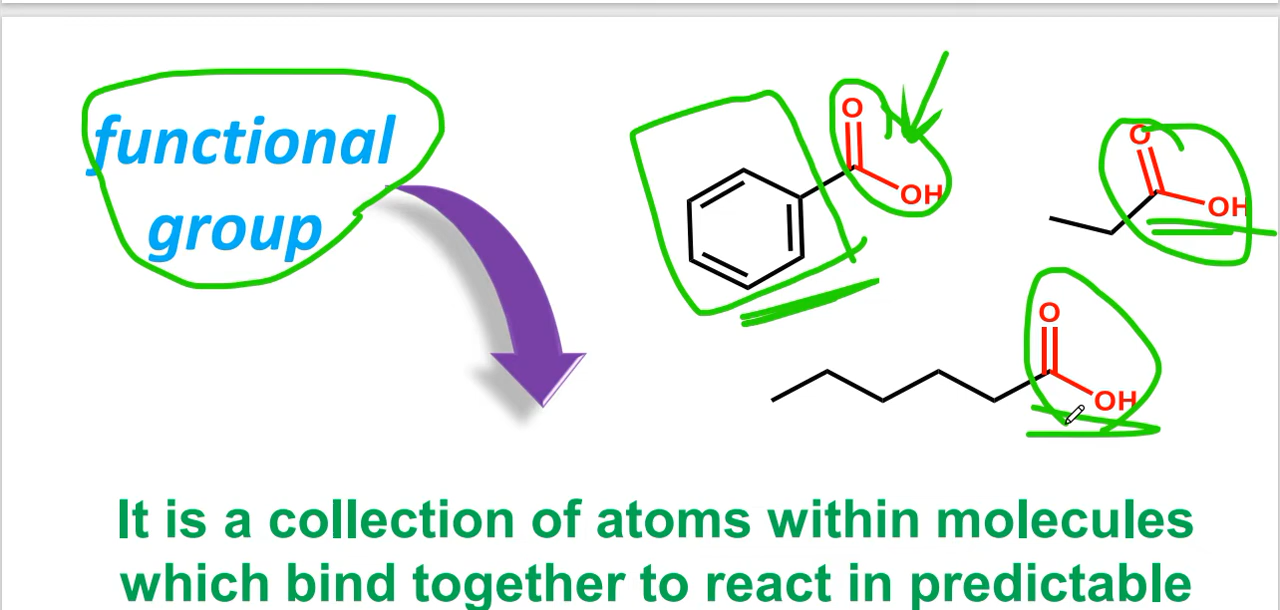 functional
group
O
OH
O
OH
O
OH
It is a collection of atoms within molecules
which bind together to react in predictable